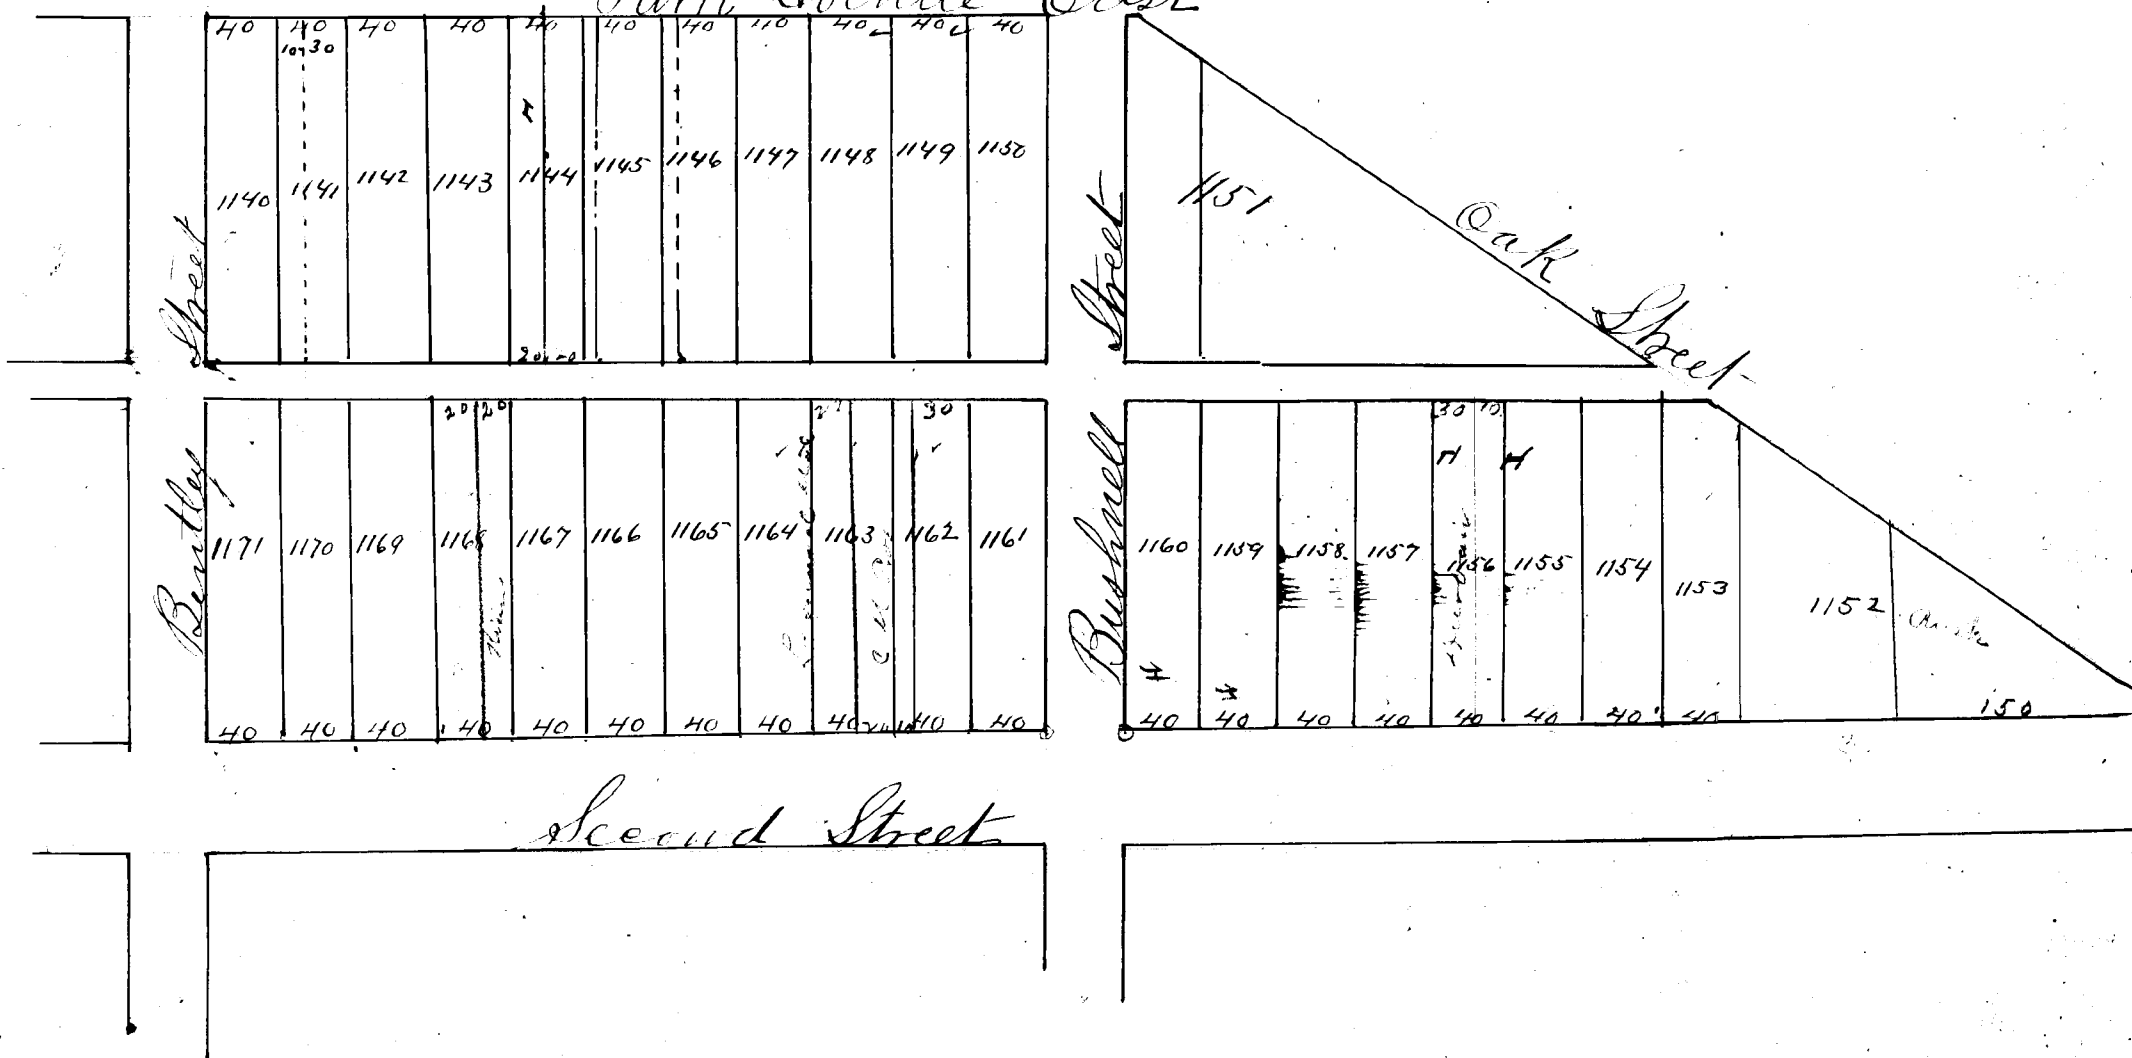 Avenue East
40 40 40 40 40 40 40 40 40 40 40
10 30
1140 1141 1142 1143 1144 1145 1146 1147 1148 1149 1150
1151
Oak Street
Bentley Street
Bushnell Street
20 20 27 30
30 10
1171 1170 1169 1168 1167 1166 1165 1164 1163 1162 1161
1160 1159 1158 1157 1156 1155 1154 1153 1152
40 40 40 40 40 40 40 40 40 40 40
40 40 40 40 40 40 40 40 150
Second Street